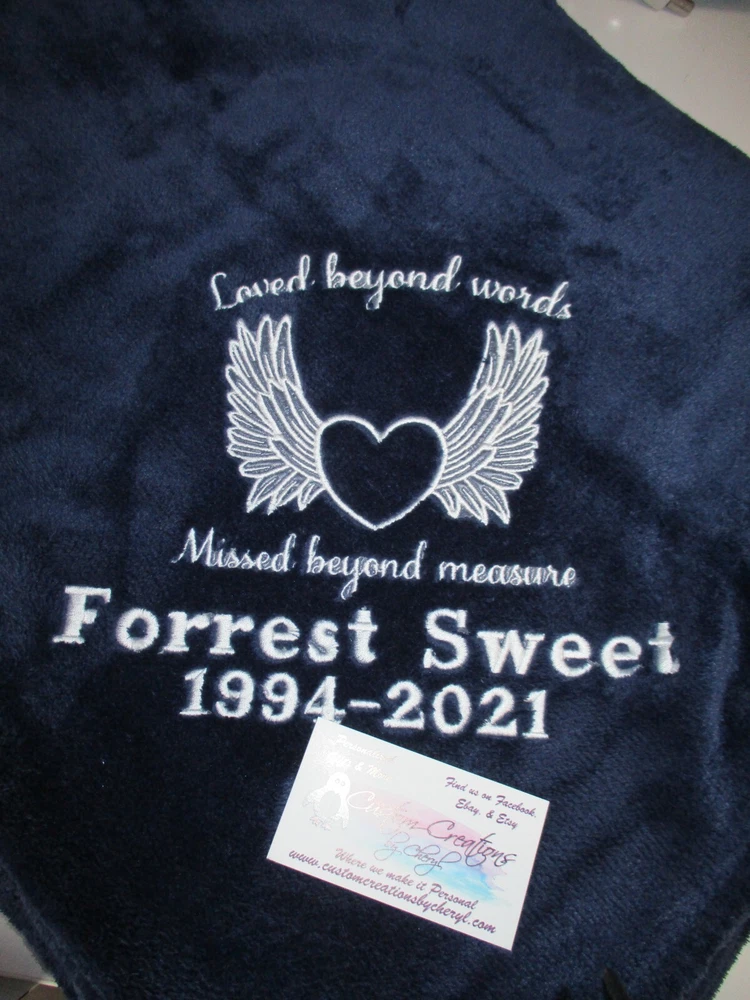 Loved beyond words
Missed beyond measure
Forrest Sweet
1994-2021
Personalized
& M
Find us on Facebook,
Ebay, & Etsy
Custom Creations
By Cheryl
Where we make it Personal
www.customcreationsbycheryl.com